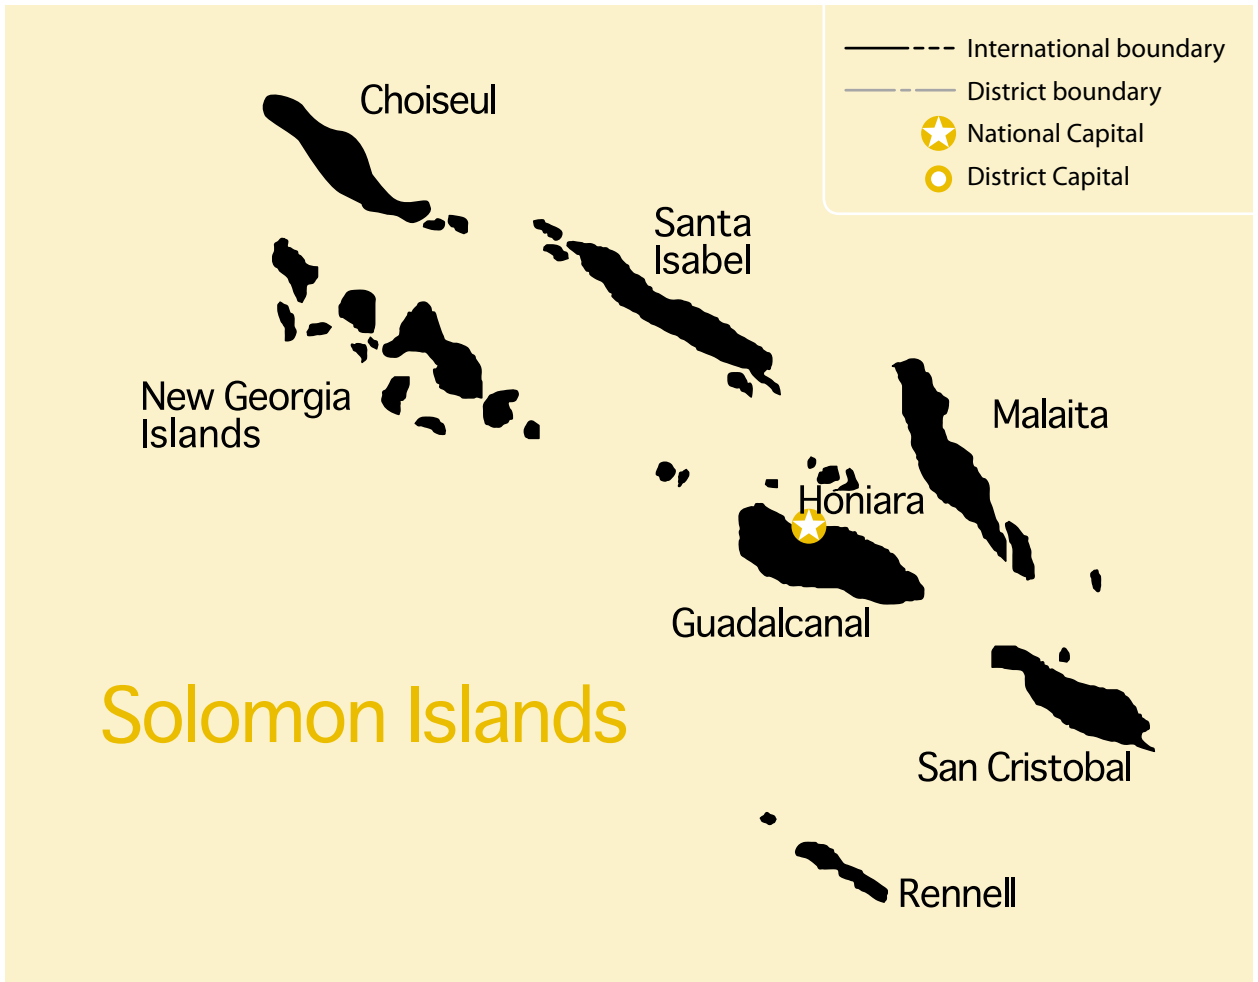 International boundary
District boundary
National Capital
District Capital
Choiseul
Santa
Isabel
New Georgia
Islands
Malaita
Honiara
Guadalcanal
Solomon Islands
San Cristobal
Rennell